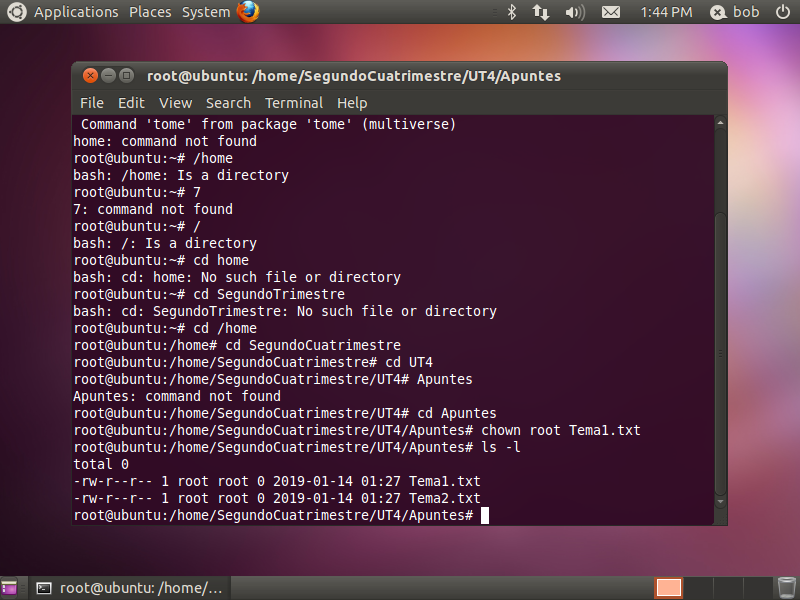 Applications Places System 1:44 PM bob
root@ubuntu: /home/SegundoCuatrimestre/UT4/Apuntes
File Edit View Search Terminal Help
Command 'tome' from package 'tome' (multiverse)
home: command not found
root@ubuntu:~# /home
bash: /home: Is a directory
root@ubuntu:~# 7
7: command not found
root@ubuntu:~# /
bash: /: Is a directory
root@ubuntu:~# cd home
bash: cd: home: No such file or directory
root@ubuntu:~# cd SegundoTrimestre
bash: cd: SegundoTrimestre: No such file or directory
root@ubuntu:~# cd /home
root@ubuntu:/home# cd SegundoCuatrimestre
root@ubuntu:/home/SegundoCuatrimestre# cd UT4
root@ubuntu:/home/SegundoCuatrimestre/UT4# Apuntes
Apuntes: command not found
root@ubuntu:/home/SegundoCuatrimestre/UT4# cd Apuntes
root@ubuntu:/home/SegundoCuatrimestre/UT4/Apuntes# chown root Tema1.txt
root@ubuntu:/home/SegundoCuatrimestre/UT4/Apuntes# ls -l
total 0
-rw-r--r-- 1 root root 0 2019-01-14 01:27 Tema1.txt
-rw-r--r-- 1 root root 0 2019-01-14 01:27 Tema2.txt
root@ubuntu:/home/SegundoCuatrimestre/UT4/Apuntes#
root@ubuntu: /home/...